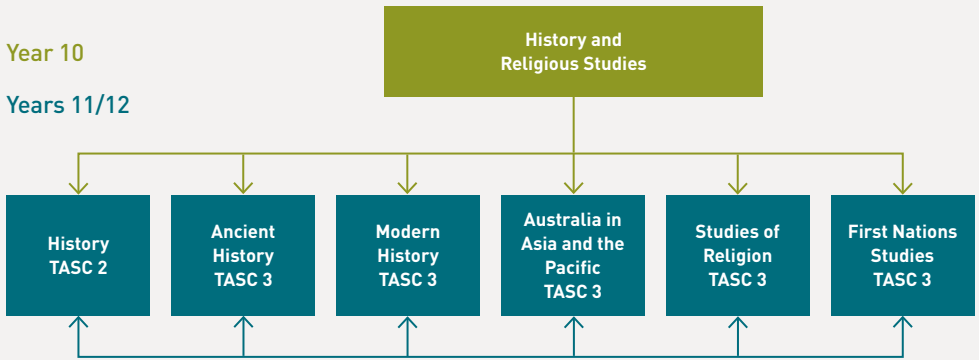 History and
Religious Studies
Year 10
Years 11/12
History
TASC 2
Ancient
History
TASC 3
Modern
History
TASC 3
Australia in
Asia and the
Pacific
TASC 3
Studies of
Religion
TASC 3
First Nations
Studies
TASC 3